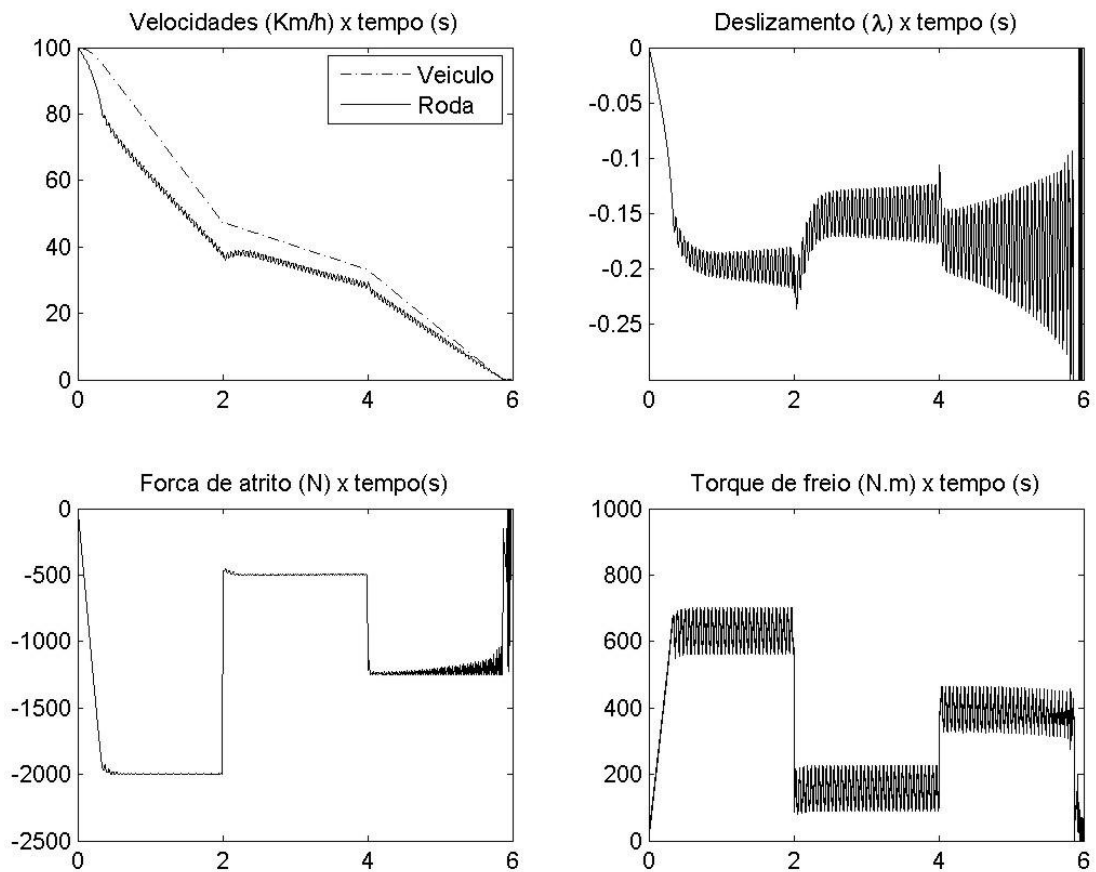 Velocidades (Km/h) x tempo (s)
100
80
60
40
20
0
0 2 4 6
Veiculo
Roda
Deslizamento (λ) x tempo (s)
0
-0.05
-0.1
-0.15
-0.2
-0.25
0 2 4 6
Forca de atrito (N) x tempo(s)
0
-500
-1000
-1500
-2000
-2500
0 2 4 6
Torque de freio (N.m) x tempo (s)
1000
800
600
400
200
0
0 2 4 6